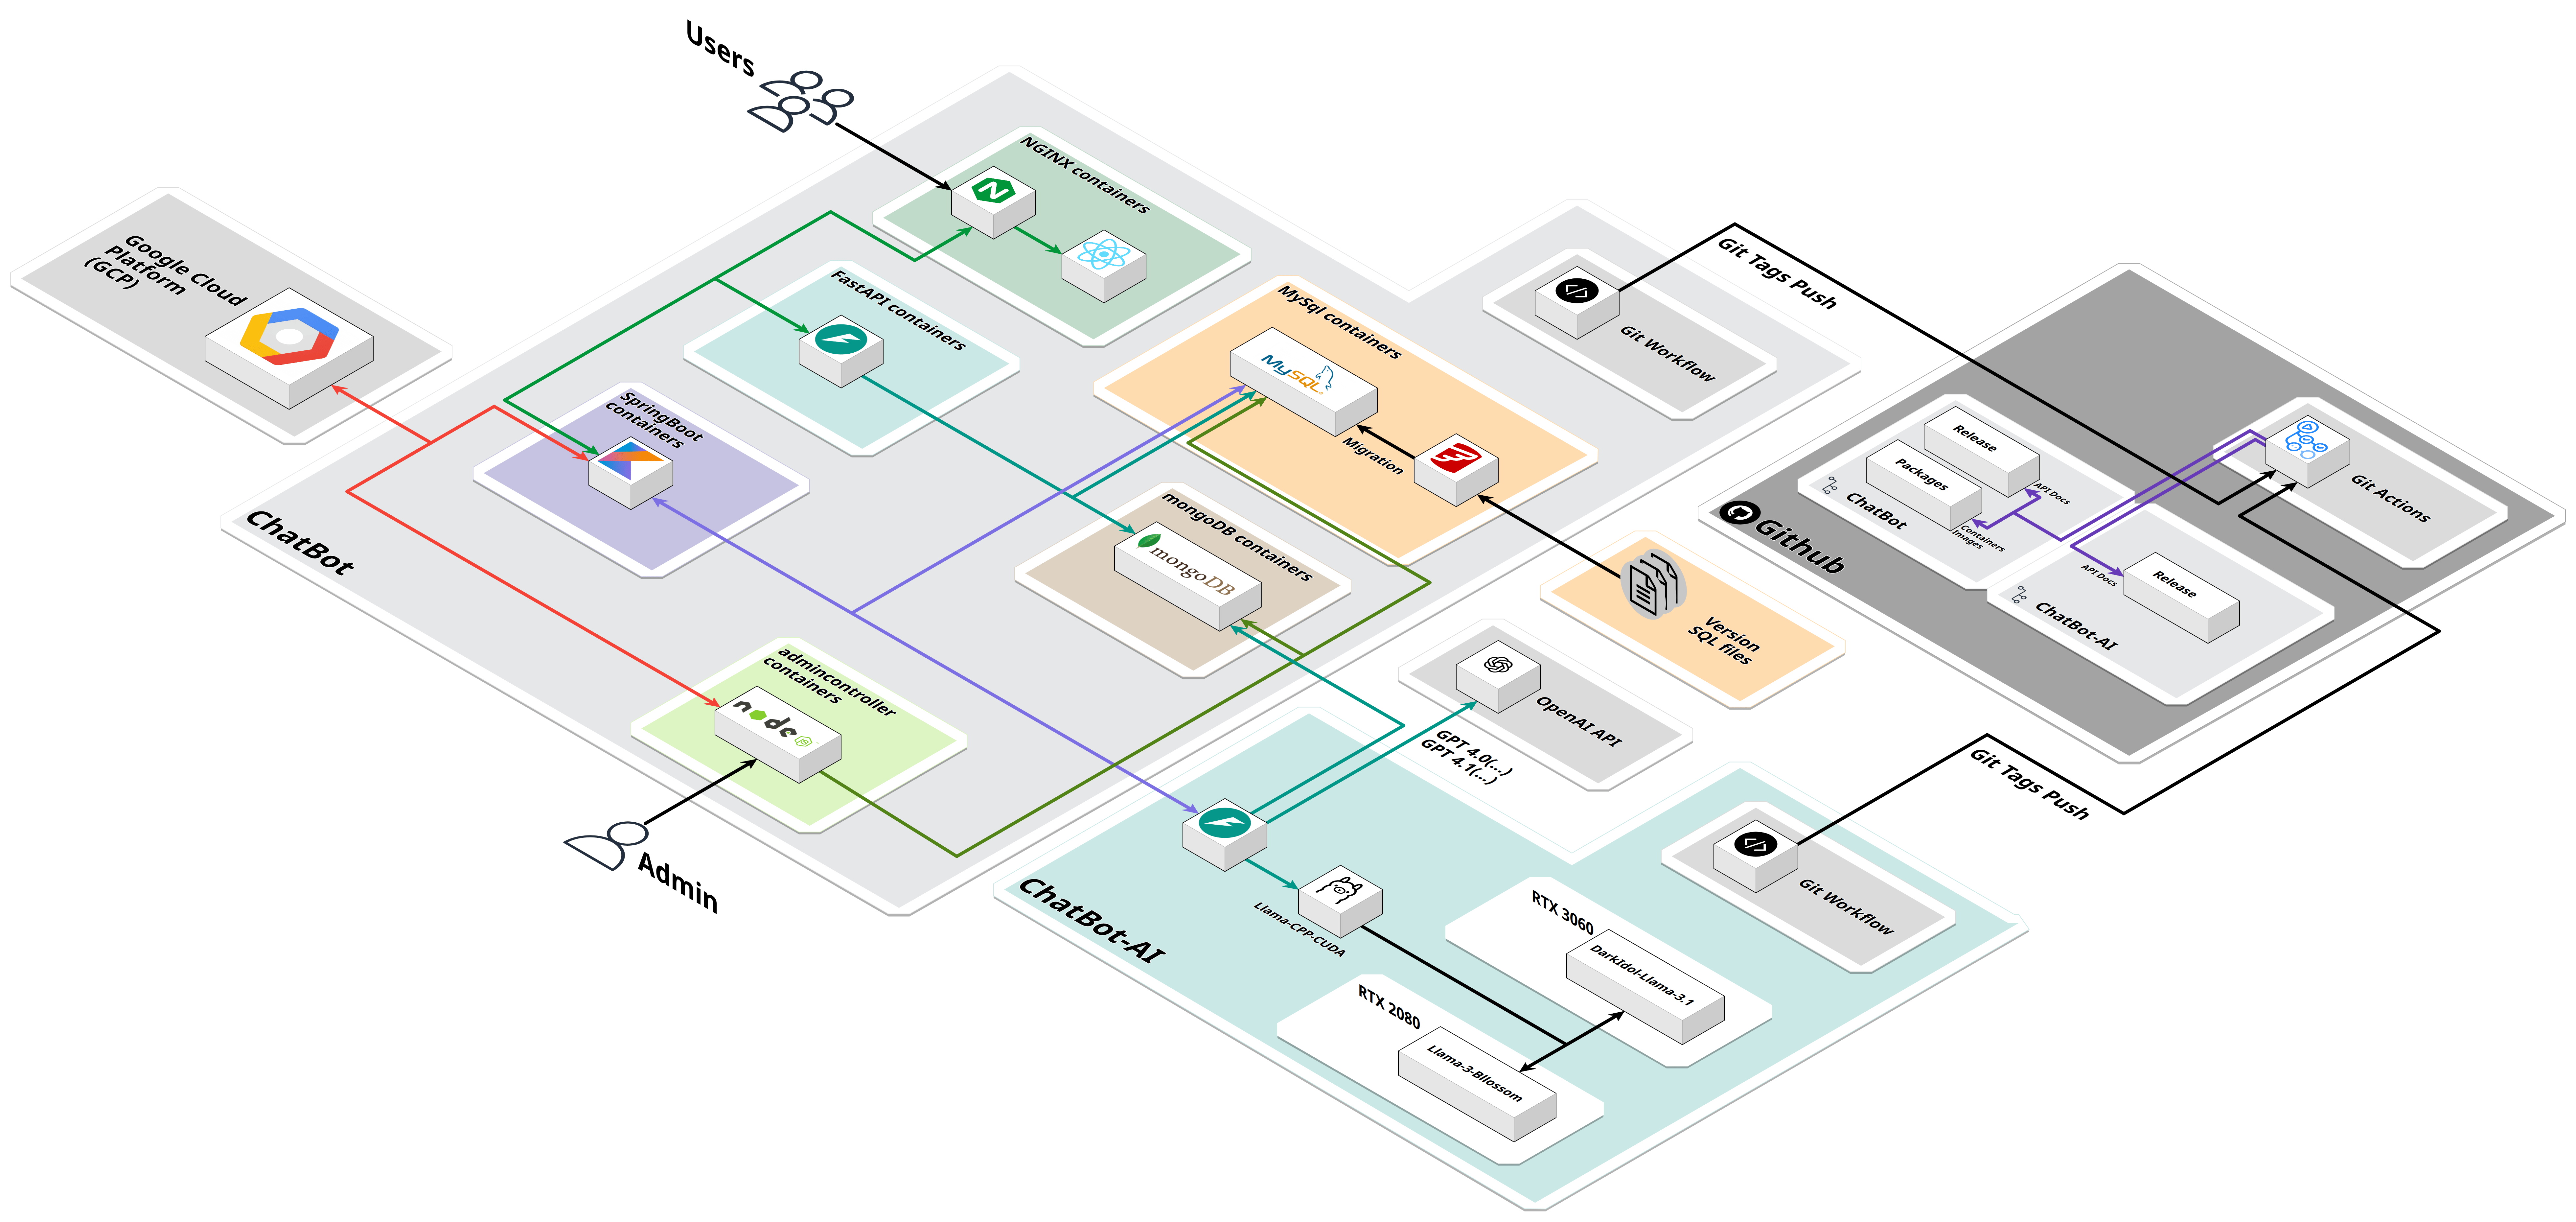 Users
NGINX containers
Google Cloud
Platform
(GCP)
FastAPI containers
MySql containers
MySQL
Migration
Git Workflow
Git Tags Push
SpringBoot
containers
mongoDB containers
mongoDB
ChatBot
admincontroller
containers
node
JS
Admin
Version
SQL files
OpenAI API
GPT 4.0(...)
GPT 4.1(...)
Github
Release
Packages
API Docs
Containers
Images
ChatBot
Git Actions
API Docs
Release
ChatBot-AI
Git Tags Push
Git Workflow
ChatBot-AI
Llama-CPP-CUDA
RTX 3060
DarkIdol-Llama-3.1
RTX 2080
Llama-3-Bllossom